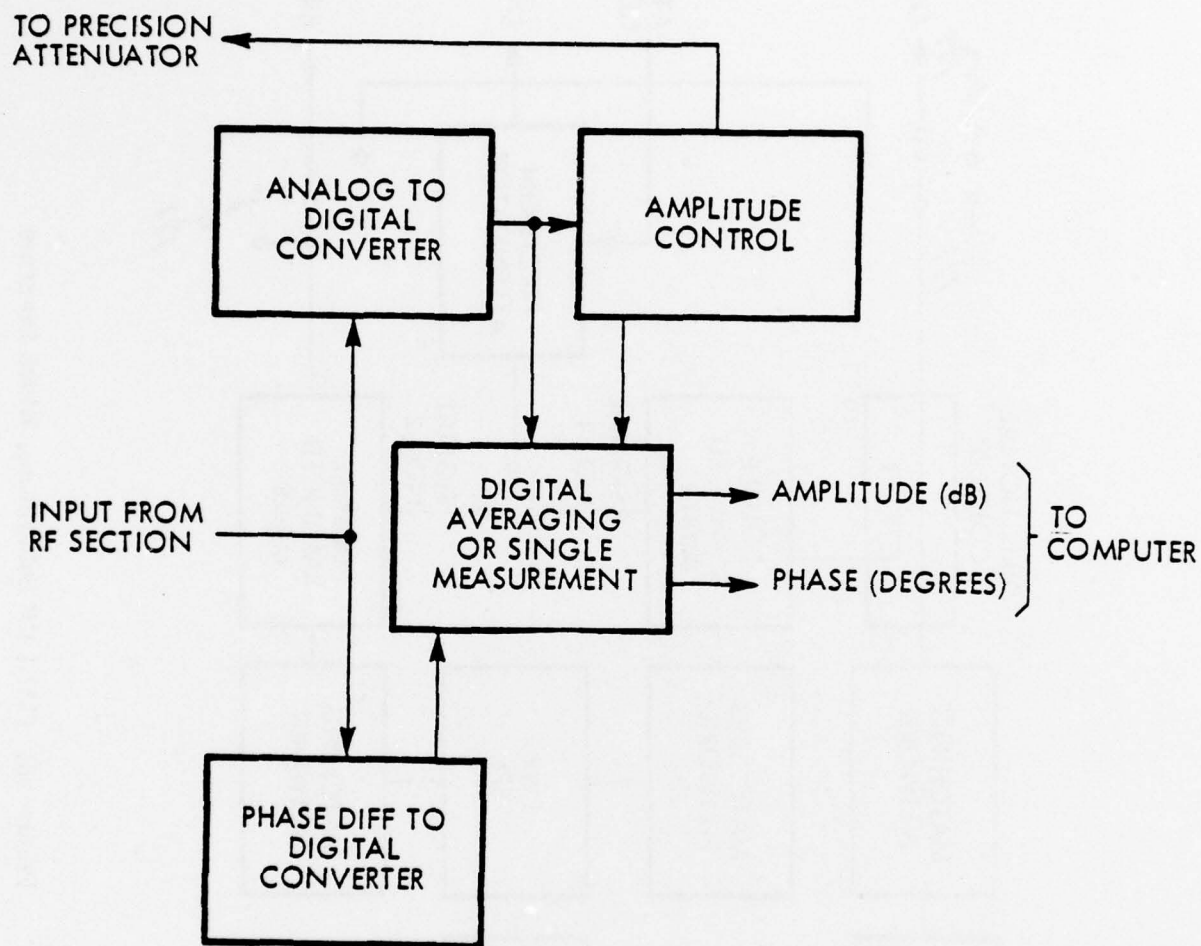 TO PRECISION
ATTENUATOR
ANALOG TO
DIGITAL
CONVERTER
AMPLITUDE
CONTROL
INPUT FROM
RF SECTION
DIGITAL
AVERAGING
OR SINGLE
MEASUREMENT
AMPLITUDE (dB)
PHASE (DEGREES)
TO
COMPUTER
PHASE DIFF TO
DIGITAL
CONVERTER